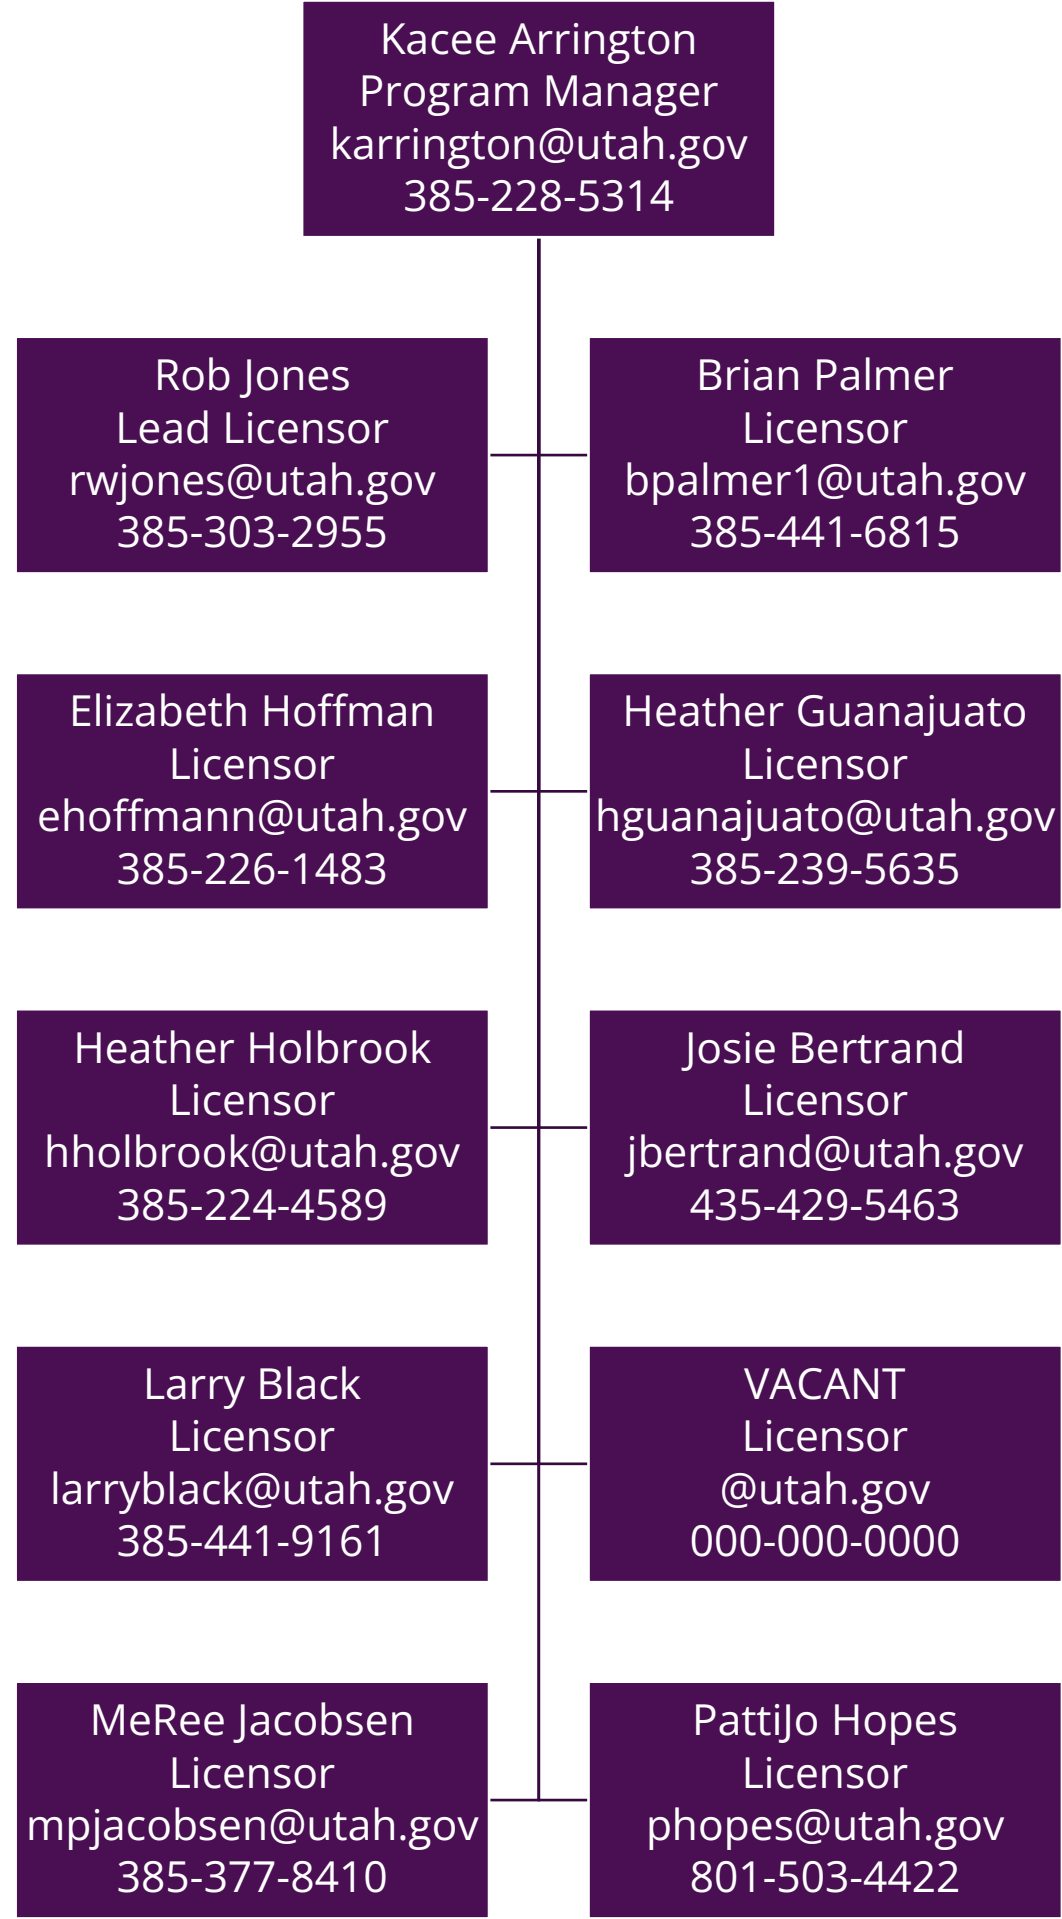 Kacee Arrington
Program Manager
karrington@utah.gov
385-228-5314
Rob Jones
Lead Licensor
rwjones@utah.gov
385-303-2955
Brian Palmer
Licensor
bpalmer1@utah.gov
385-441-6815
Elizabeth Hoffman
Licensor
ehoffmann@utah.gov
385-226-1483
Heather Guanajuato
Licensor
hguanajuato@utah.gov
385-239-5635
Heather Holbrook
Licensor
hholbrook@utah.gov
385-224-4589
Josie Bertrand
Licensor
jbertrand@utah.gov
435-429-5463
Larry Black
Licensor
larryblack@utah.gov
385-441-9161
VACANT
Licensor
@utah.gov
000-000-0000
MeRee Jacobsen
Licensor
mpjacobsen@utah.gov
385-377-8410
PattiJo Hopes
Licensor
phopes@utah.gov
801-503-4422